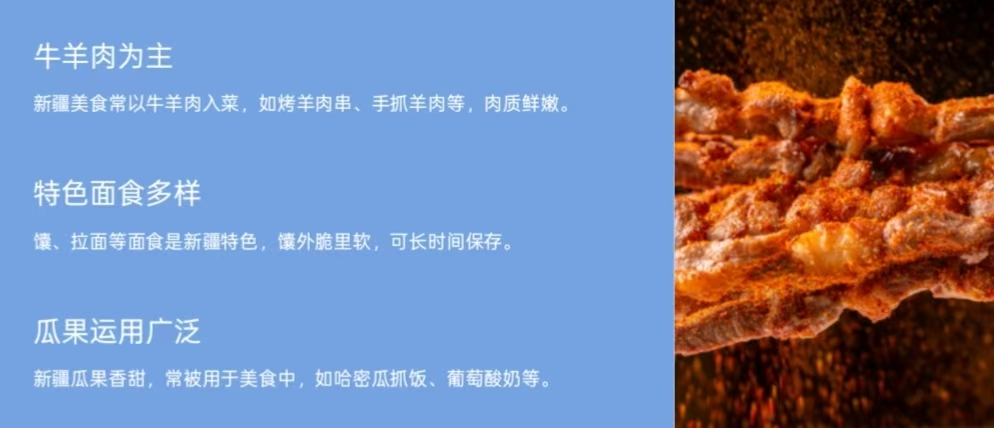 牛羊肉为主
新疆美食常以牛羊肉入菜，如烤羊肉串、手抓羊肉等，肉质鲜嫩。
特色面食多样
馕、拉面等面食是新疆特色，馕外脆里软，可长时间保存。
瓜果运用广泛
新疆瓜果香甜，常被用于美食中，如哈密瓜抓饭、葡萄酸奶等。